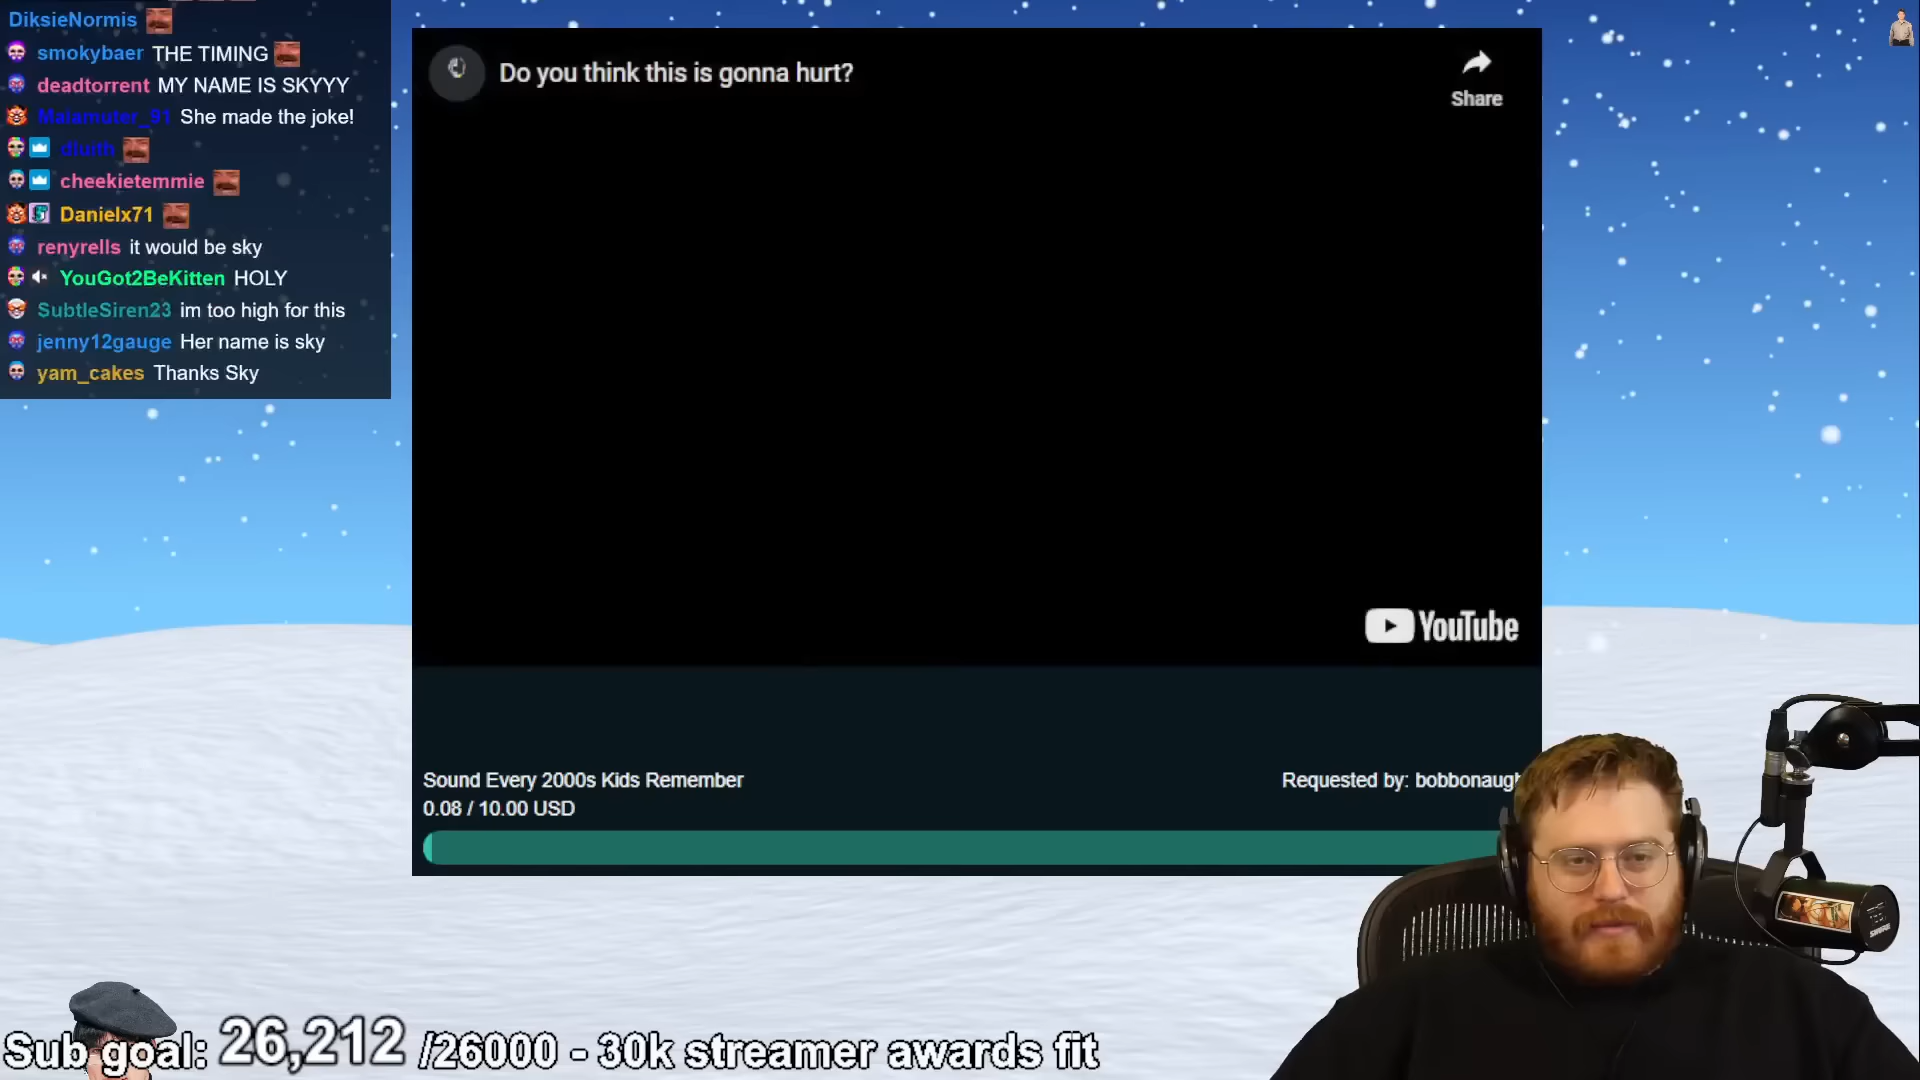 DiksieNormis
smokybaer THE TIMING
deadtorrent MY NAME IS SKYYY
Malamuter_91 She made the joke!
dluith
cheekietemmie
Danielx71
renyrells it would be sky
YouGot2BeKitten HOLY
SubtleSiren23 im too high for this
jenny12gauge Her name is sky
yam_cakes Thanks Sky
Do you think this is gonna hurt?
Share
YouTube
Sound Every 2000s Kids Remember
Requested by: bobbonaugh
0.08 / 10.00 USD
Sub goal: 26,212 /26000 - 30k streamer awards fit